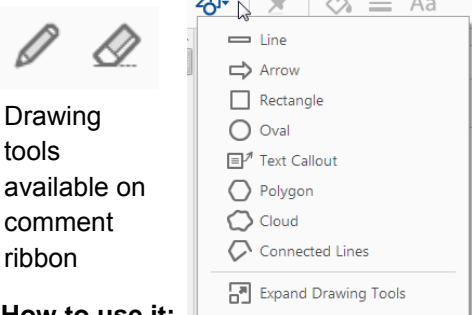 Aa
Line
Arrow
Rectangle
Oval
Text Callout
Polygon
Cloud
Connected Lines
Expand Drawing Tools
Drawing
tools
available on
comment
ribbon
How to use it: